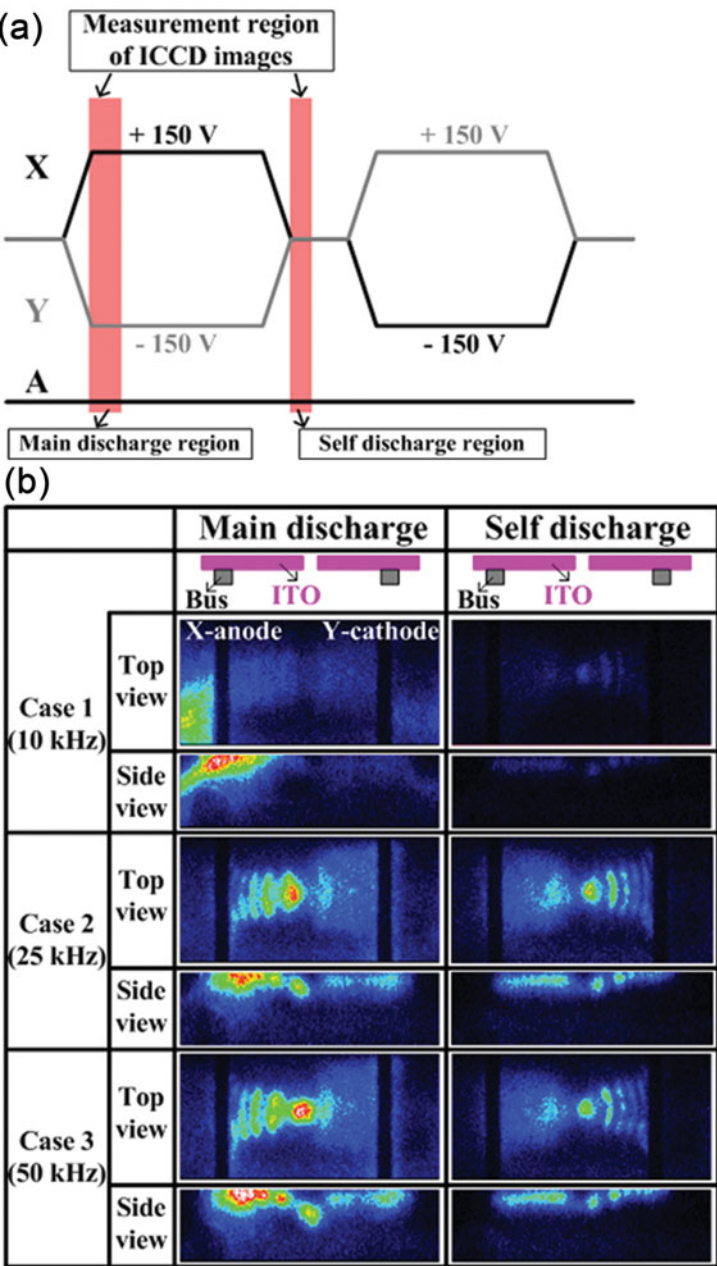 (a)
Measurement region
of ICCD images
+ 150 V
+ 150 V
X
Y
- 150 V
- 150 V
A
Main discharge region
Self discharge region
(b)
Main discharge
Self discharge
Bus
ITO
Bus
ITO
Case 1
(10 kHz)
Top
view
X-anode
Y-cathode
Side
view
Case 2
(25 kHz)
Top
view
Side
view
Case 3
(50 kHz)
Top
view
Side
view